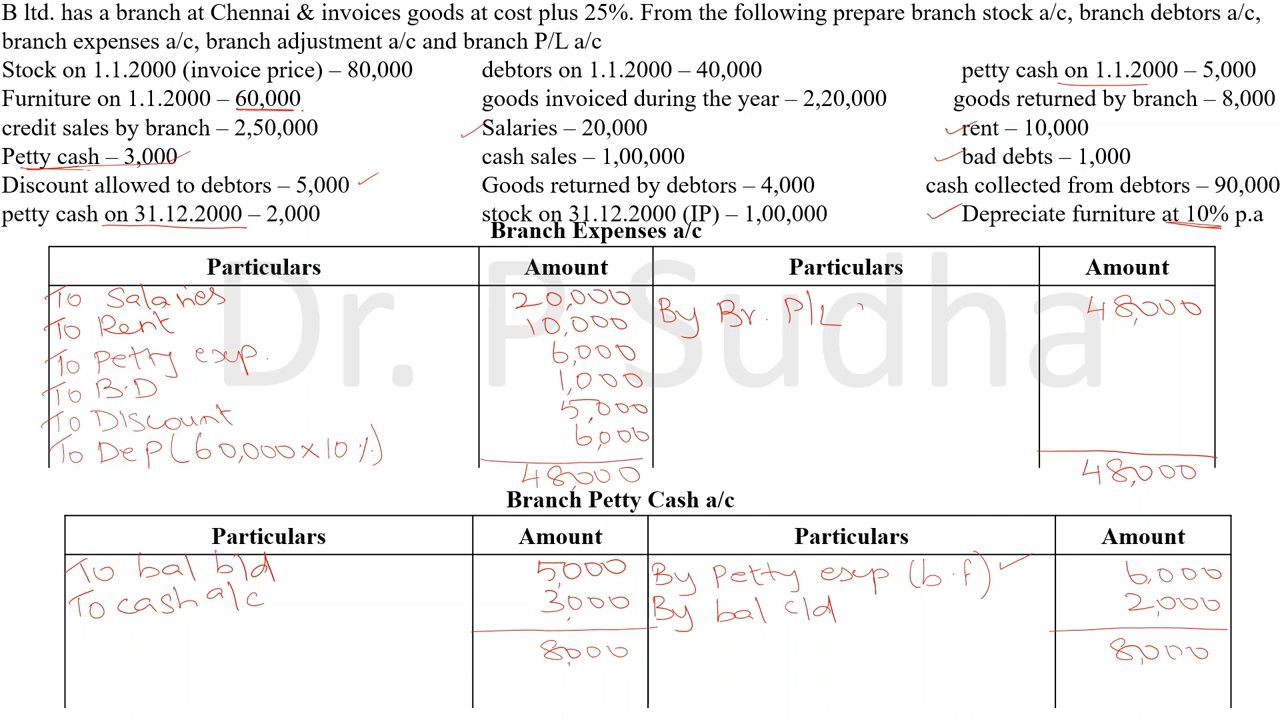 B ltd. has a branch at Chennai & invoices goods at cost plus 25%. From the following prepare branch stock a/c, branch debtors a/c,
branch expenses a/c, branch adjustment a/c and branch P/L a/c
Stock on 1.1.2000 (invoice price) – 80,000 debtors on 1.1.2000 – 40,000 petty cash on 1.1.2000 – 5,000
Furniture on 1.1.2000 – 60,000 goods invoiced during the year – 2,20,000 goods returned by branch – 8,000
credit sales by branch – 2,50,000 Salaries – 20,000 rent – 10,000
Petty cash – 3,000 cash sales – 1,00,000 bad debts – 1,000
Discount allowed to debtors – 5,000 Goods returned by debtors – 4,000 cash collected from debtors – 90,000
petty cash on 31.12.2000 – 2,000 stock on 31.12.2000 (IP) – 1,00,000 Depreciate furniture at 10% p.a
Branch Expenses a/c
Particulars Amount Particulars Amount
To Salaries 20,000 By Br. P/L 48,000
To Rent 10,000
To Petty exp. 6,000
To B.D 1,000
To Discount 5,000
To Dep (60,000 x 10%) 6,000
48,000 48,000
Dr. P Sudha
Branch Petty Cash a/c
Particulars Amount Particulars Amount
To bal b/d 5,000 By Petty exp (b.f) 6,000
To cash a/c 3,000 By bal c/d 2,000
8,000 8,000